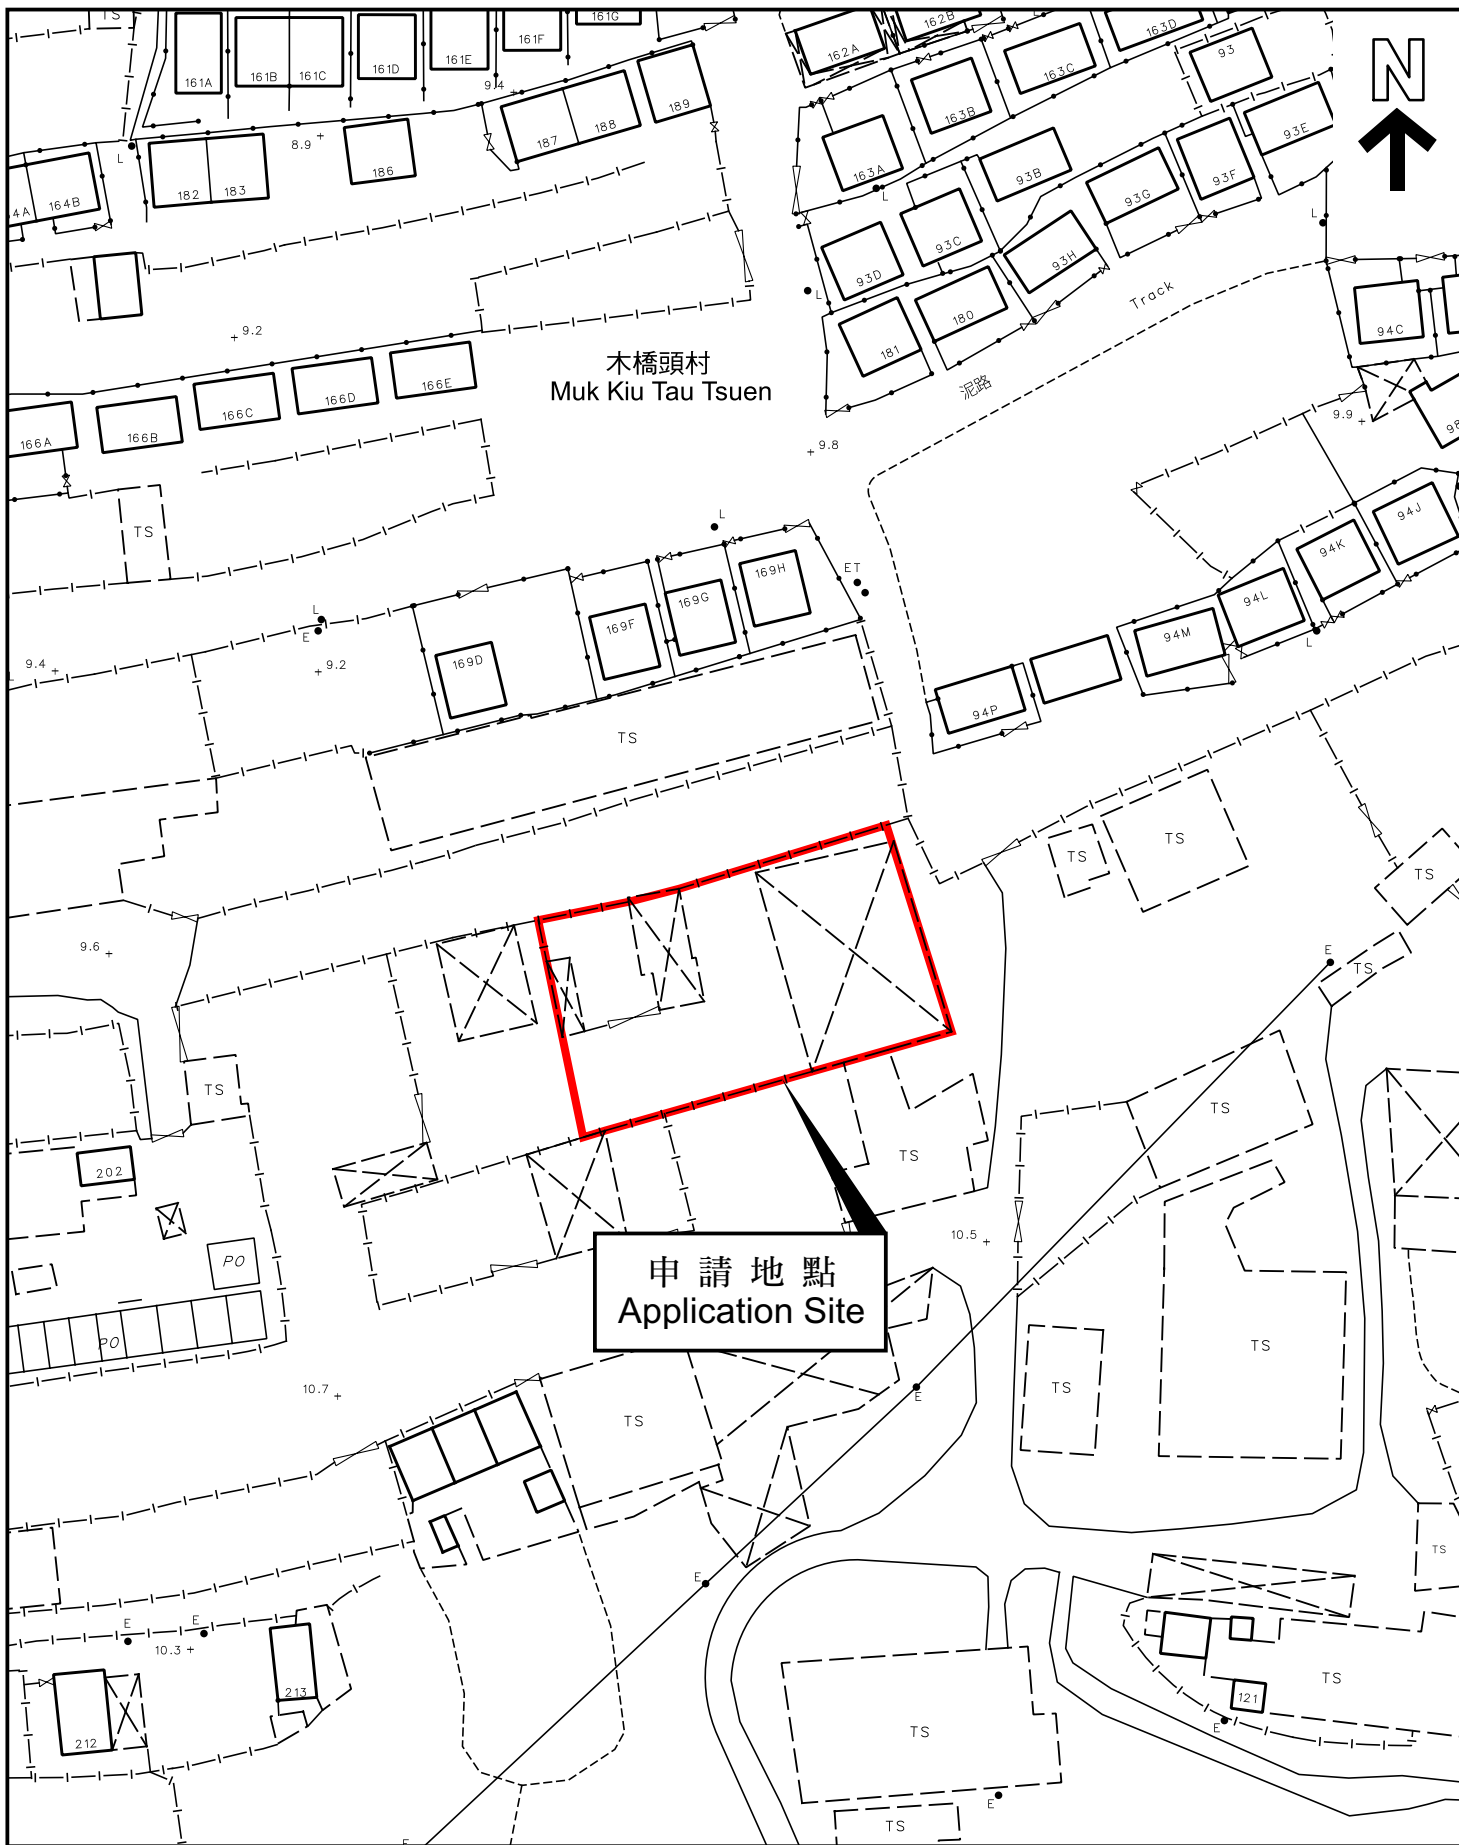 TS
161A
161B
161C
161D
161E
161F
161G
162A
162B
163D
163C
93
N
9.4
189
187
188
163B
93E
8.9
L
182
183
186
164B
163A
93B
93G
93F
L
93C
93H
L
93D
L
Track
181
180
94C
9.2
木橋頭村
Muk Kiu Tau Tsuen
泥路
166E
166D
166C
166B
166A
9.8
9.9
TS
L
94J
94K
ET
169H
169G
169F
169D
94L
94M
L
L
E
9.4
9.2
94P
TS
TS
TS
TS
9.6
E
TS
TS
TS
TS
202
PO
PO
10.5
申請地點
Application Site
TS
TS
10.7
E
TS
TS
E
E
E
10.3
213
212
TS
121
E
TS
E
TS
E